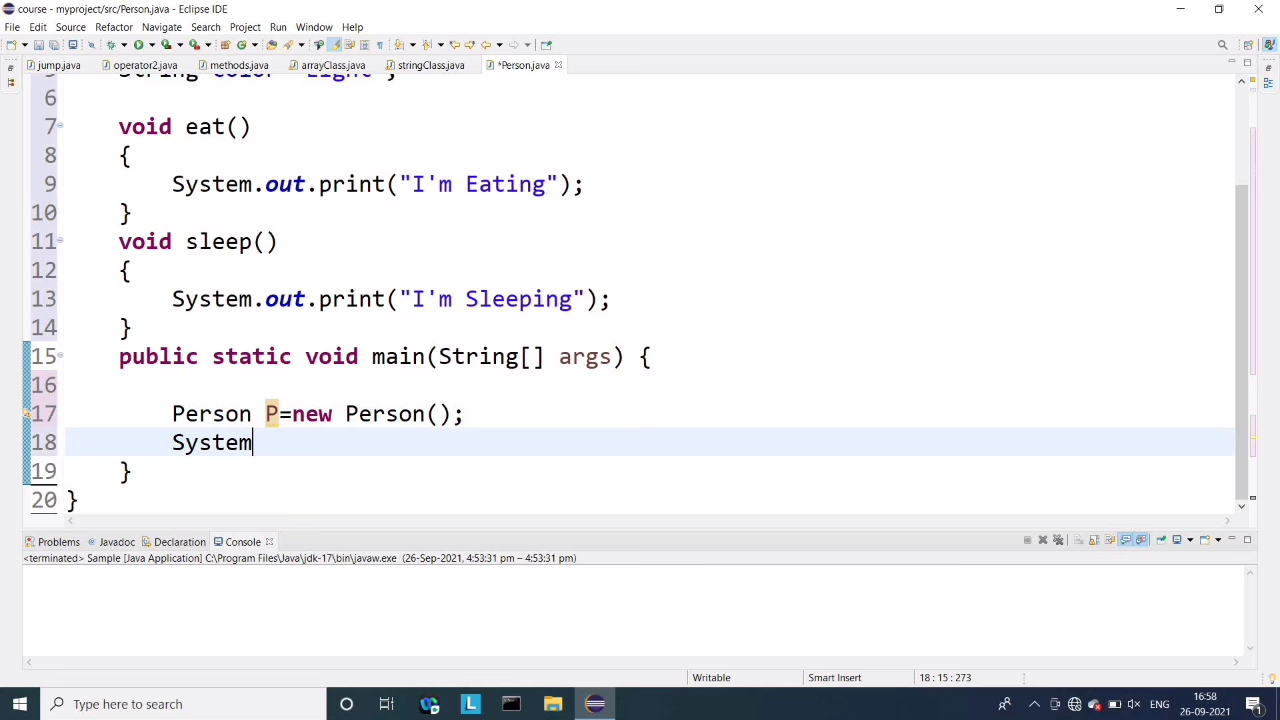 course - myproject/src/Person.java - Eclipse IDE
File Edit Source Refactor Navigate Search Project Run Window Help
jump.java operator2.java methods.java arrayClass.java stringClass.java *Person.java
String color "Light";
6
7 void eat()
8 {
9 System.out.print("I'm Eating");
10 }
11 void sleep()
12 {
13 System.out.print("I'm Sleeping");
14 }
15 public static void main(String[] args) {
16
17 Person P=new Person();
18 System
19 }
20 }
Problems Javadoc Declaration Console
<terminated> Sample [Java Application] C:\Program Files\Java\jdk-17\bin\javaw.exe (26-Sep-2021, 4:53:31 pm – 4:53:31 pm)
Writable Smart Insert 18 : 15 : 273
Type here to search L ENG 16:58
26-09-2021 1